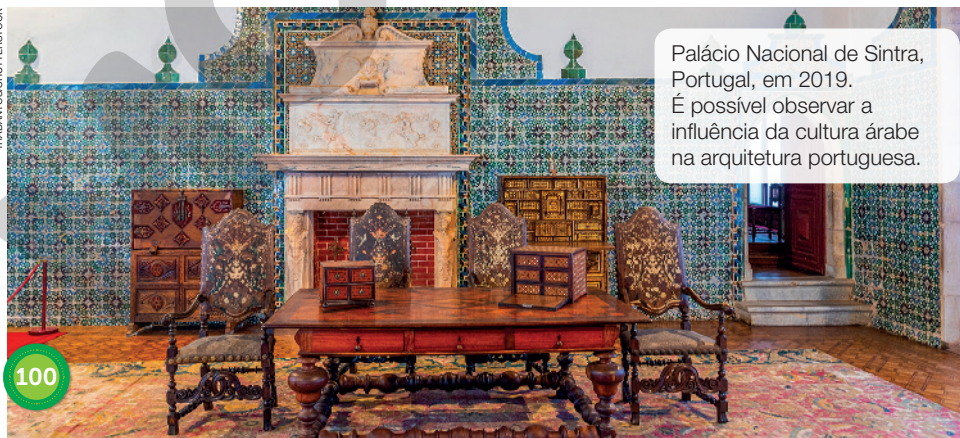 Palácio Nacional de Sintra,
Portugal, em 2019.
É possível observar a
influência da cultura árabe
na arquitetura portuguesa.
100